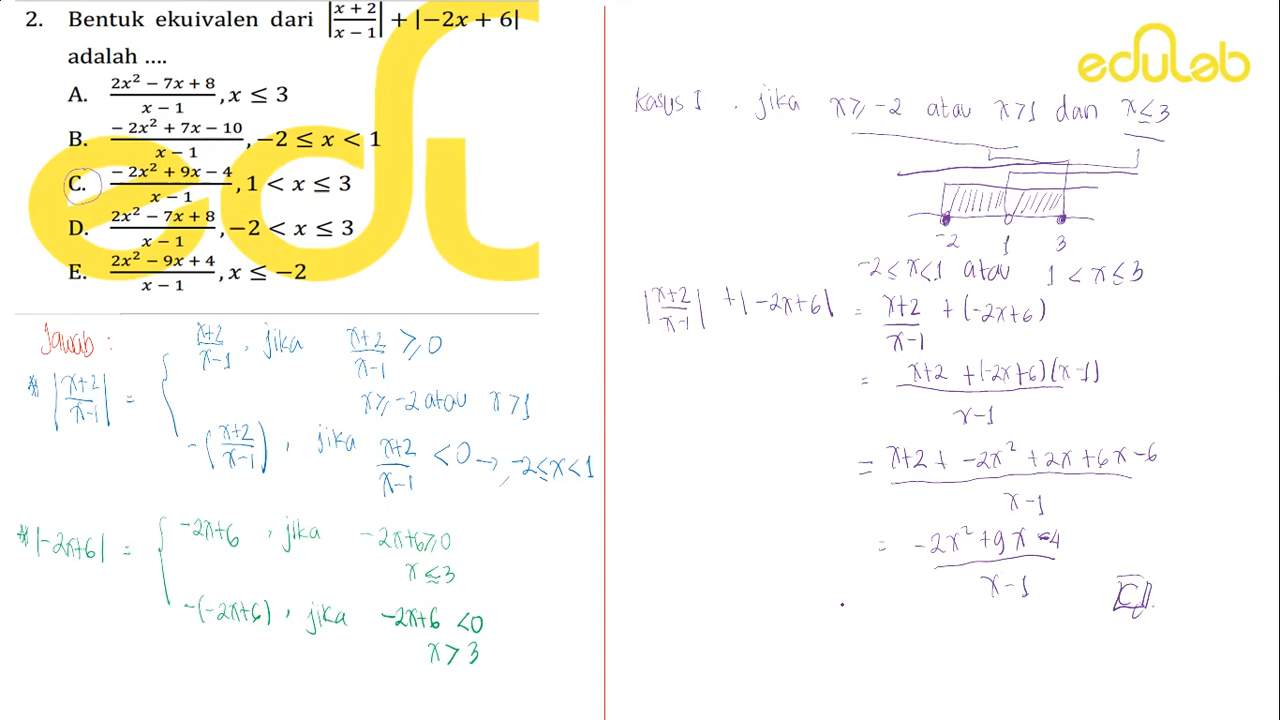 2. Bentuk ekuivalen dari |(x + 2)/(x − 1)| + |−2x + 6|
adalah ....
A. (2x² − 7x + 8)/(x − 1), x ≤ 3
B. (− 2x² + 7x − 10)/(x − 1), −2 ≤ x < 1
C. (− 2x² + 9x − 4)/(x − 1), 1 < x ≤ 3
D. (2x² − 7x + 8)/(x − 1), −2 < x ≤ 3
E. (2x² − 9x + 4)/(x − 1), x ≤ −2
Jawab :
* |(x+2)/(x-1)| = (x+2)/(x-1), jika (x+2)/(x-1) ≥ 0
x ≥ -2 atau x > 1
-((x+2)/(x-1)), jika (x+2)/(x-1) < 0 → -2 ≤ x < 1
* |-2x+6| = -2x+6, jika -2x+6 ≥ 0
x ≤ 3
-(-2x+6), jika -2x+6 < 0
x > 3
edulab
Kasus I . jika x ≥ -2 atau x > 1 dan x ≤ 3
-2 1 3
-2 ≤ x < 1 atau 1 < x ≤ 3
|(x+2)/(x-1)| + |-2x+6| = (x+2)/(x-1) + (-2x+6)
= (x+2 + (-2x+6)(x-1))/(x-1)
= (x+2 + -2x² + 2x + 6x - 6)/(x-1)
= (-2x² + 9x - 4)/(x-1)
C
edu